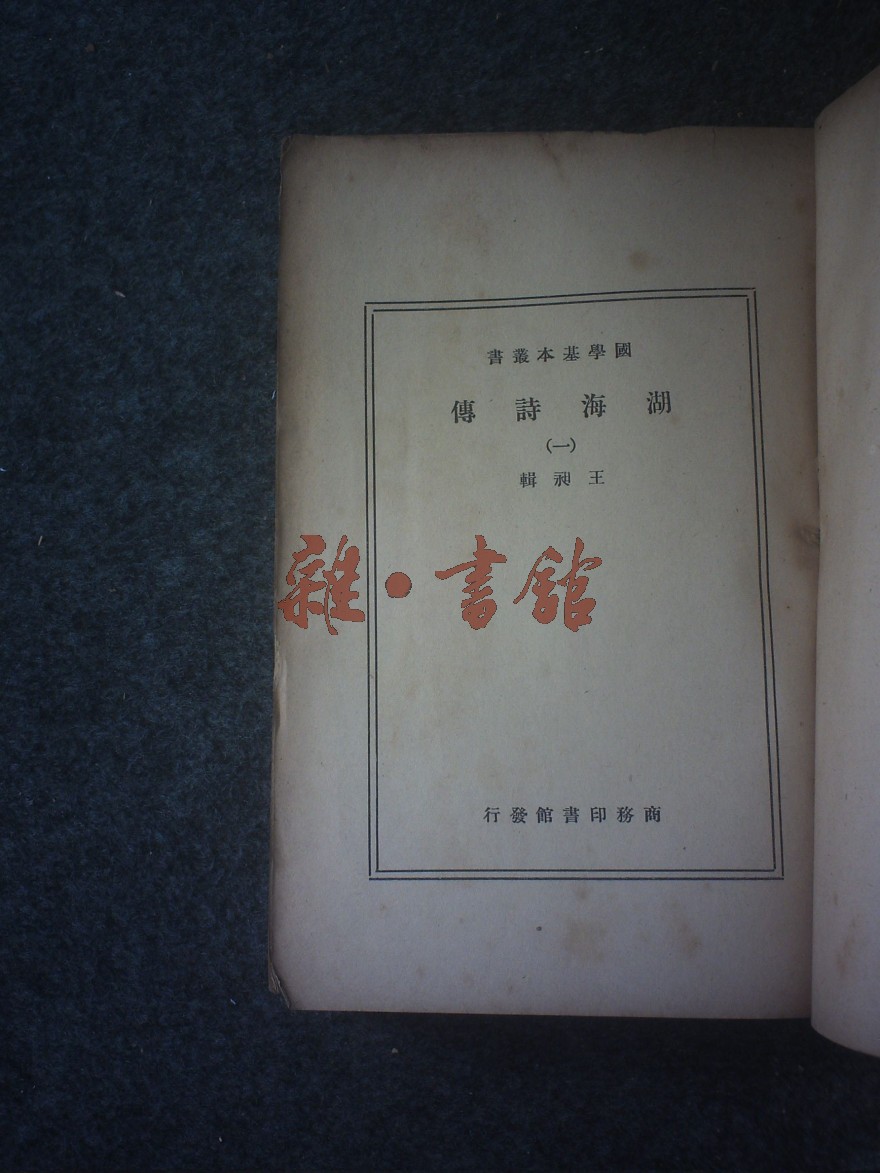 國學基本叢書
湖海詩傳
(一)
王昶輯
雜·書館
商務印書館發行